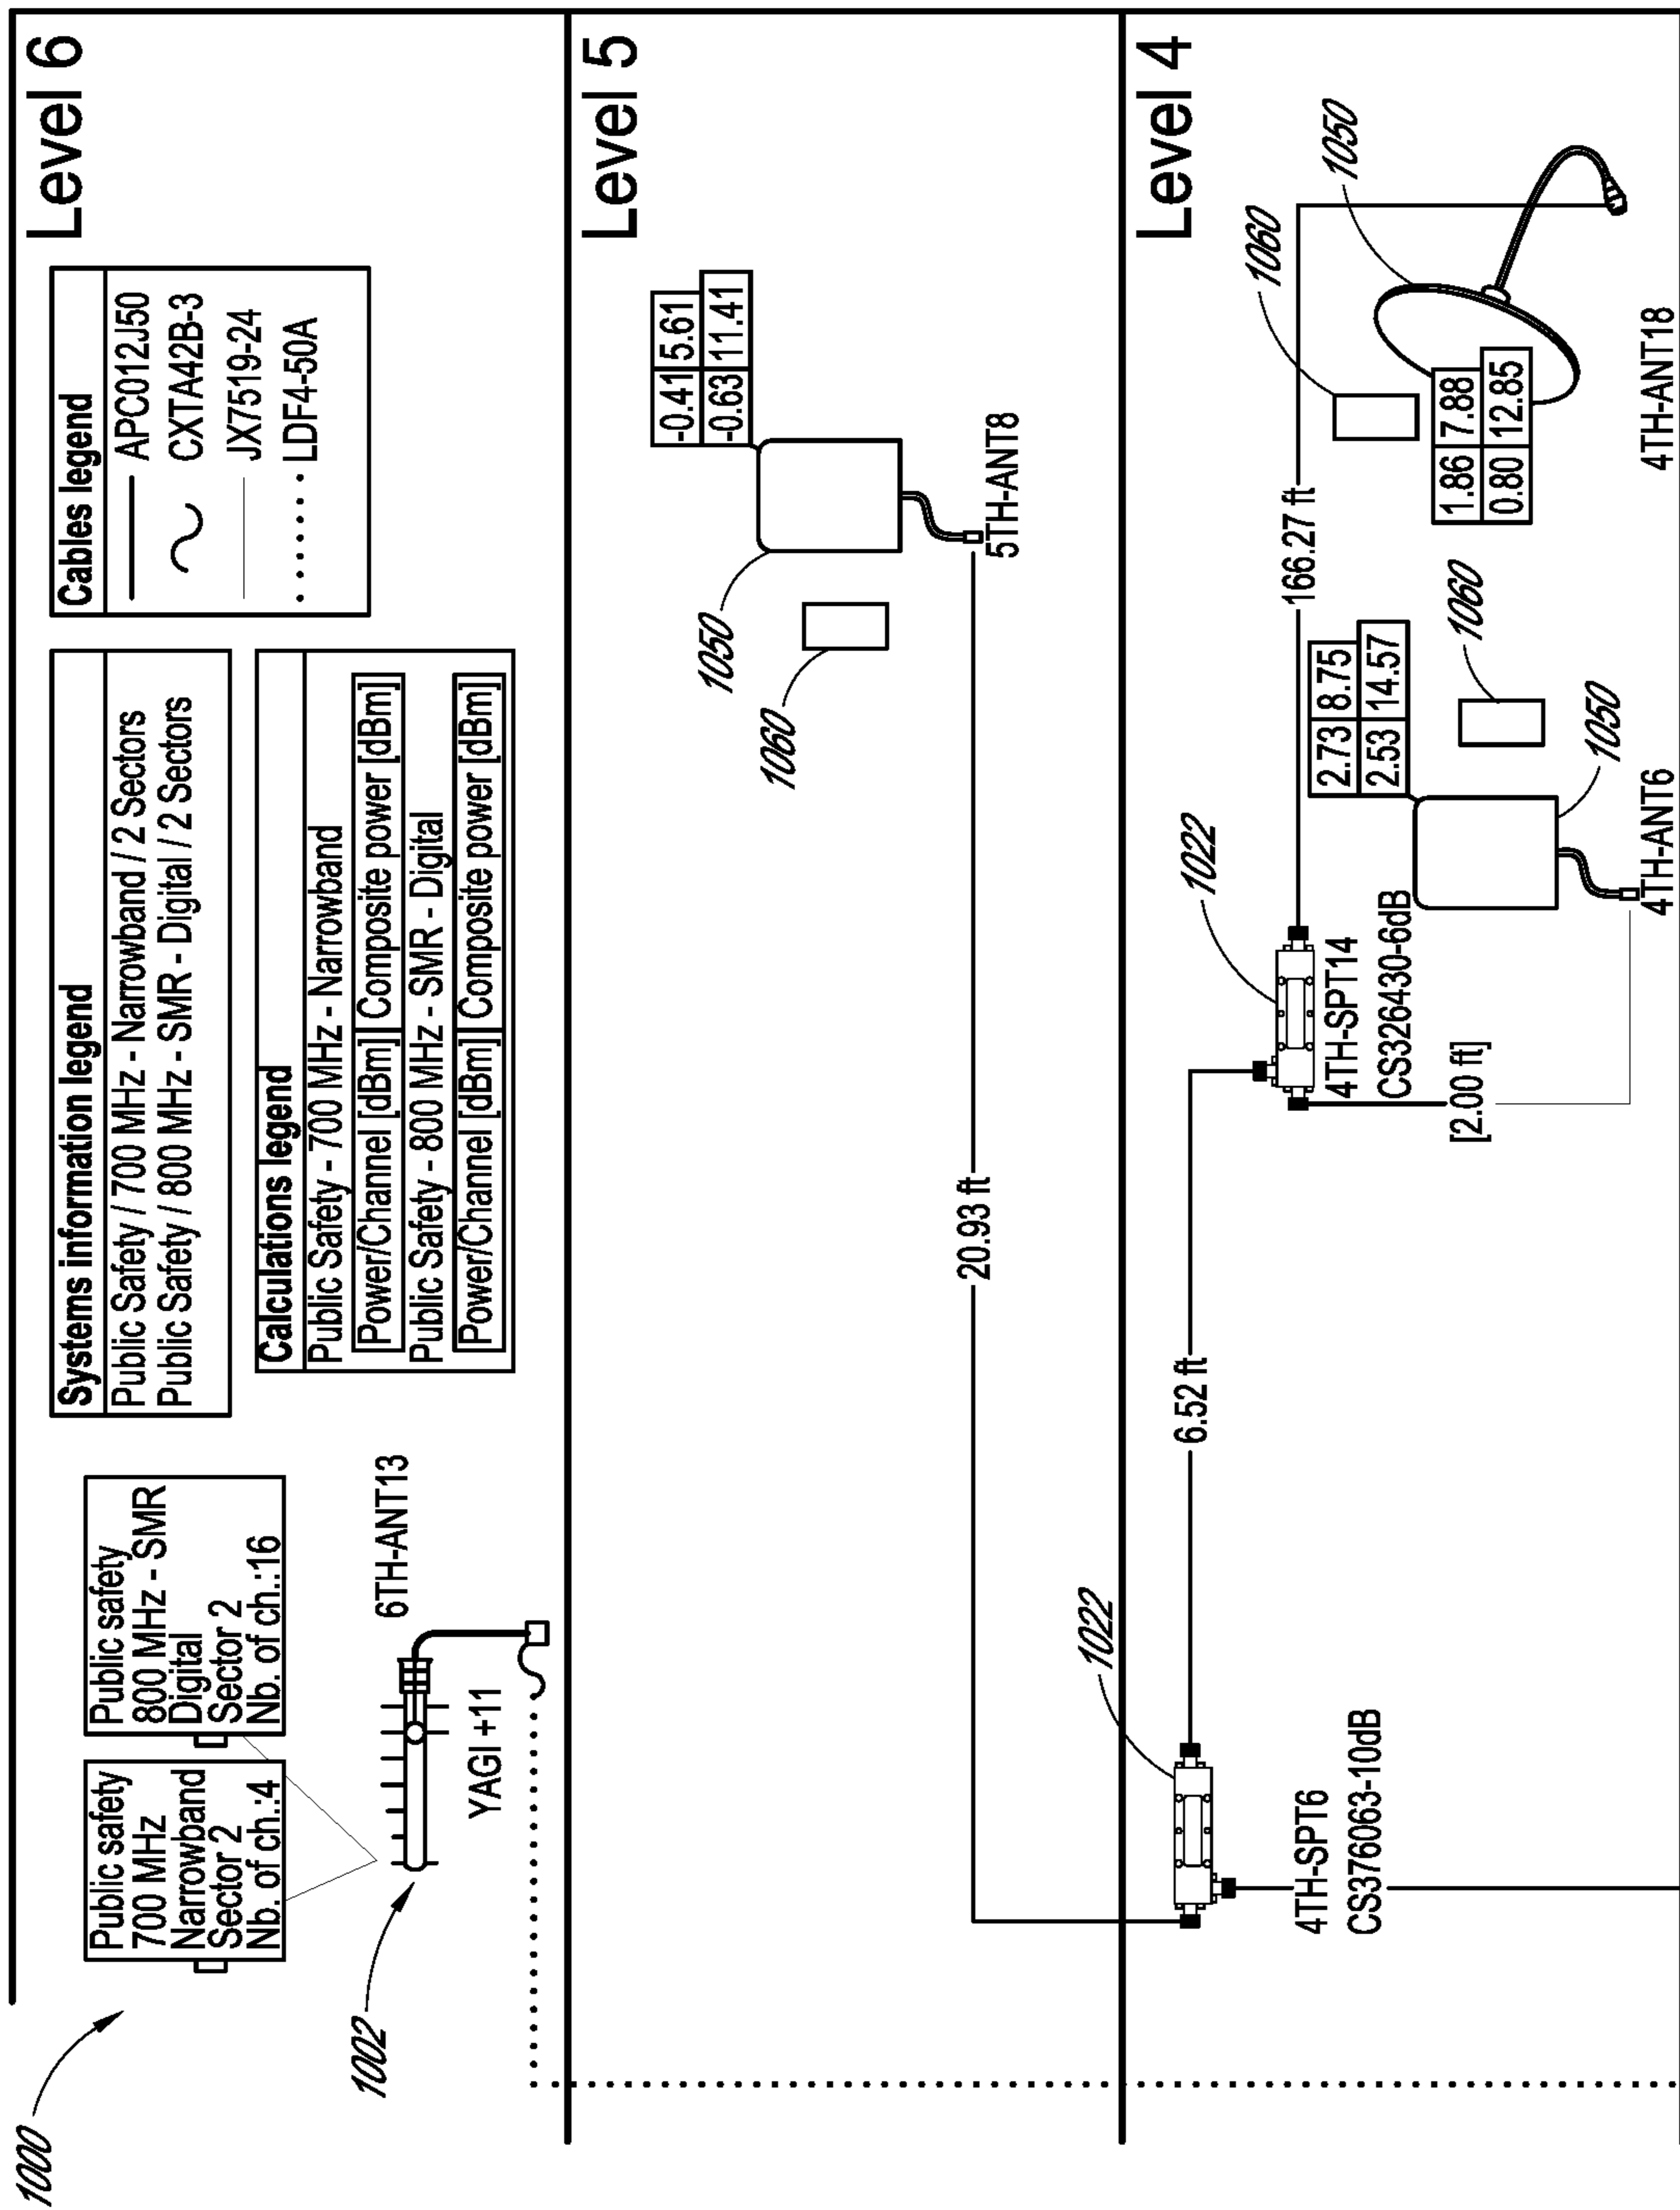 1000
Public safety
700 MHz
Narrowband
Sector 2
Nb. of ch.:4
Public safety
800 MHz - SMR
Digital
Sector 2
Nb. of ch.:16
Systems information legend
Public Safety / 700 MHz - Narrowband / 2 Sectors
Public Safety / 800 MHz - SMR - Digital / 2 Sectors
Cables legend
APC012J50
CXTA42B-3
JX7519-24
LDF4-50A
Level 6
Calculations legend
Public Safety - 700 MHz - Narrowband
Power/Channel [dBm] Composite power [dBm]
Public Safety - 800 MHz - SMR - Digital
Power/Channel [dBm] Composite power [dBm]
1002
6TH-ANT13
YAGI +11
Level 5
-0.41 5.61
-0.63 11.41
1050
1060
5TH-ANT8
20.93 ft
Level 4
1022
6.52 ft
4TH-SPT6
CS376063-10dB
1022
166.27 ft
4TH-SPT14
CS326430-6dB
[2.00 ft]
2.73 8.75
2.53 14.57
1060
1050
4TH-ANT6
1060
1050
1.86 7.88
0.80 12.85
4TH-ANT18